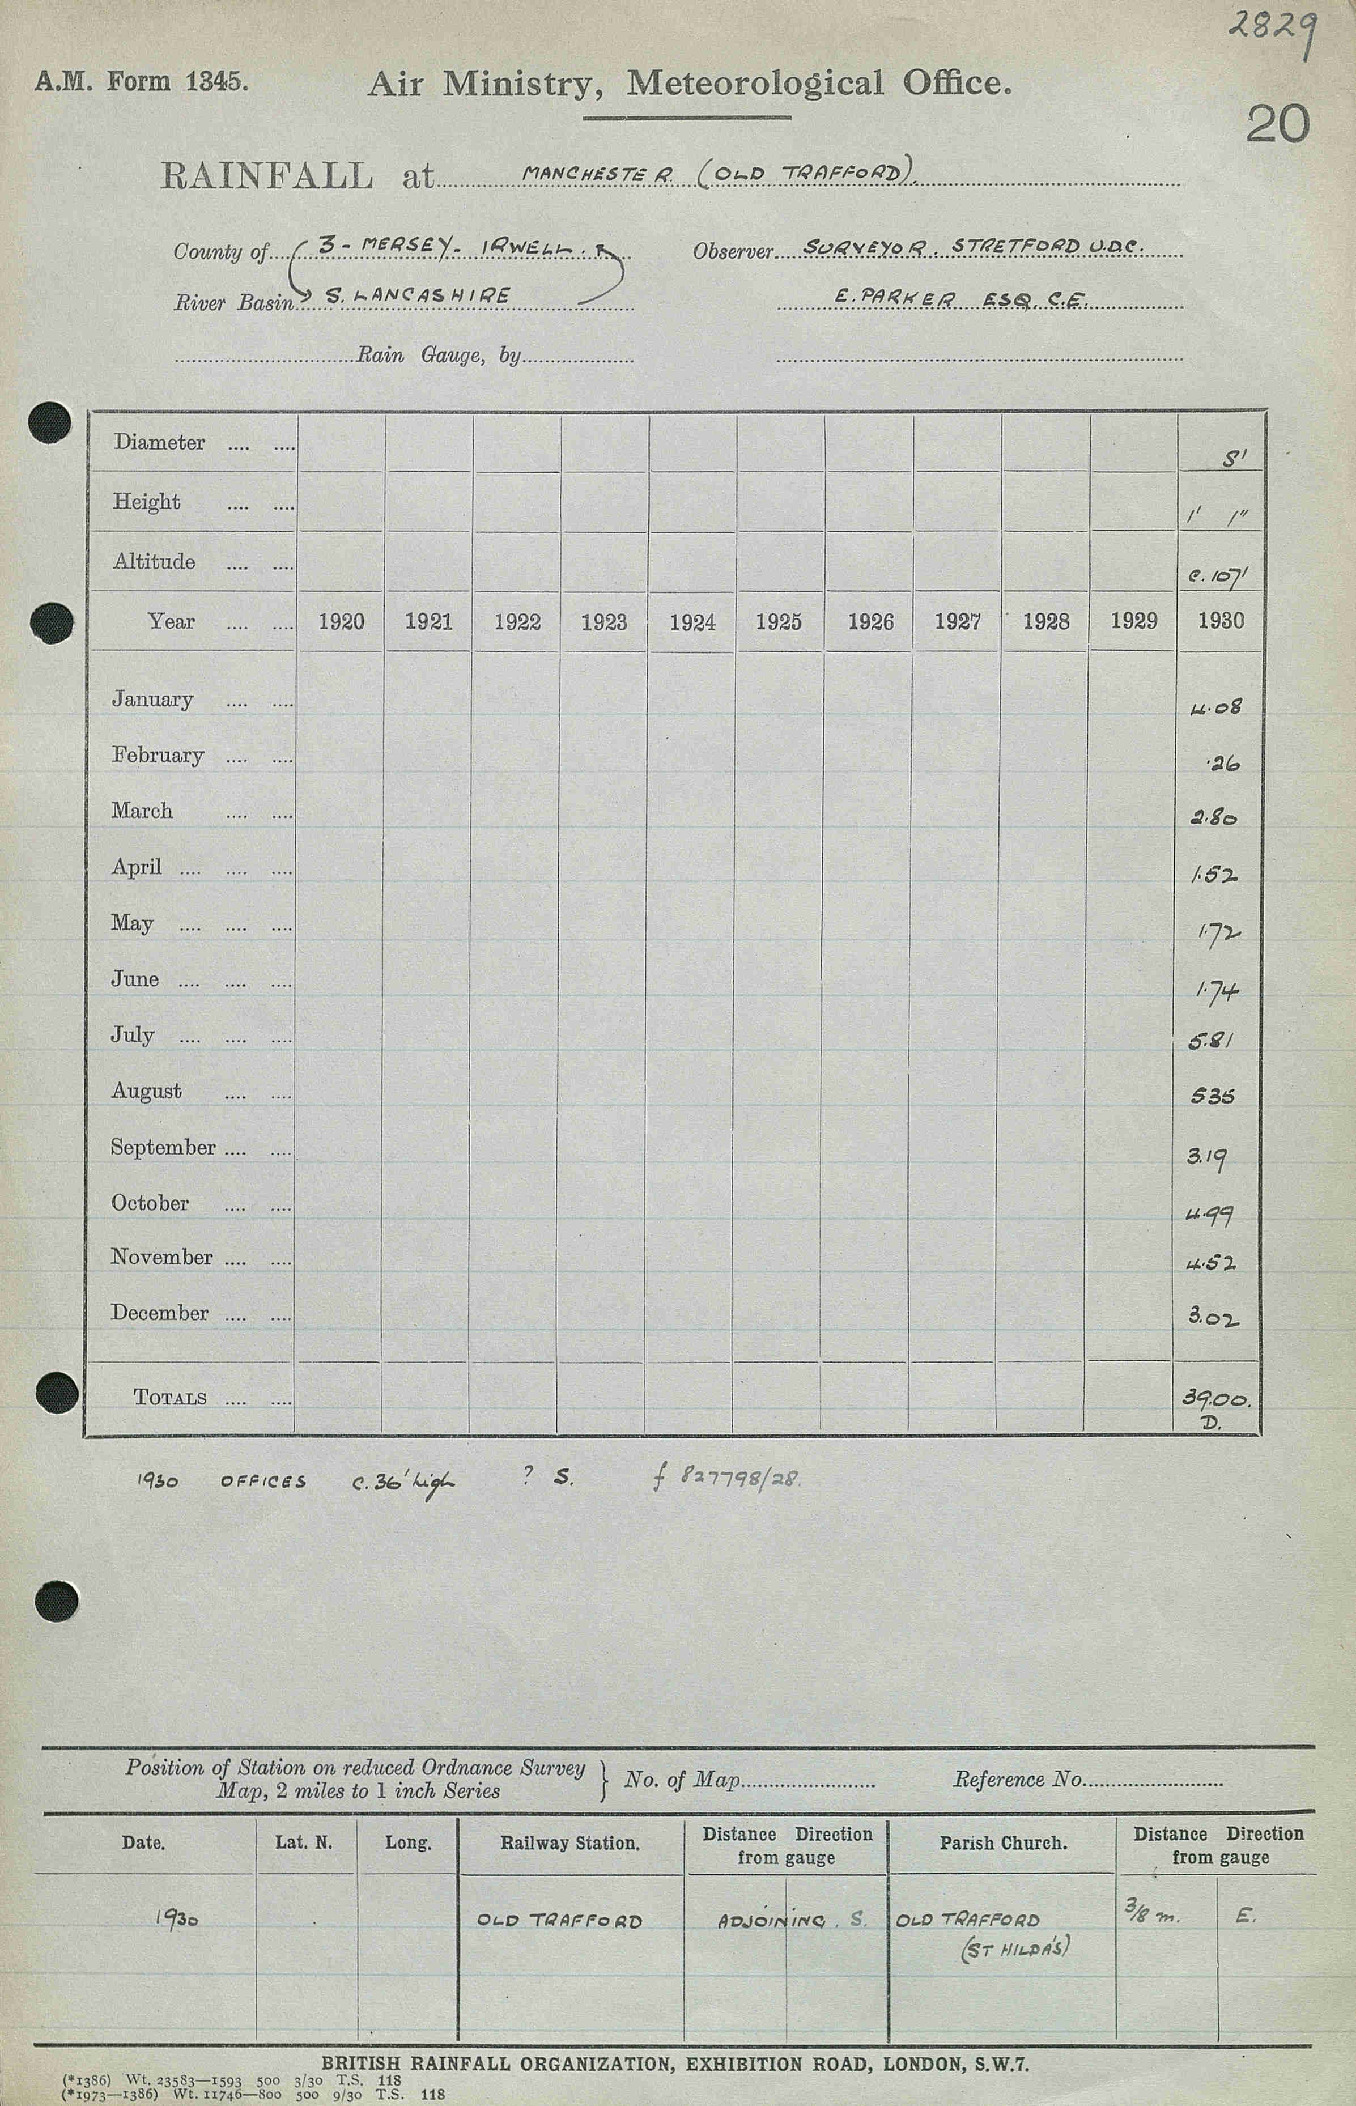 2829
A.M. Form 1345. Air Ministry, Meteorological Office.
20
RAINFALL at MANCHESTER (OLD TRAFFORD).
County of 3 - MERSEY - IRWELL. Observer SURVEYOR. STRETFORD U.D.C.
River Basin S. LANCASHIRE E. PARKER ESQ. C.E.
Rain Gauge, by
Diameter .... .... 8'
Height .... .... 1' 1"
Altitude .... .... c. 107'
Year .... .... 1920 1921 1922 1923 1924 1925 1926 1927 1928 1929 1930
January .... .... 4.08
February .... .... .26
March .... .... 2.80
April .... .... .... 1.52
May .... .... .... 1.72
June .... .... .... 1.74
July .... .... .... 5.81
August .... .... 535
September .... .... 3.19
October .... .... 4.99
November .... .... 4.52
December .... .... 3.02
TOTALS .... .... 39.00.
D.
1930 OFFICES c. 36' high ? S. f 827798/28.
Position of Station on reduced Ordnance Survey
Map, 2 miles to 1 inch Series } No. of Map Reference No.
Date. Lat. N. Long. Railway Station. Distance Direction from gauge Parish Church. Distance Direction from gauge
1930 OLD TRAFFORD ADJOINING. S. OLD TRAFFORD 3/8 m. E.
(ST HILDA'S)
BRITISH RAINFALL ORGANIZATION, EXHIBITION ROAD, LONDON, S.W.7.
(*1386) Wt. 23583—1593 500 3/30 T.S. 118
(*1973—1386) Wt. 11746—800 500 9/30 T.S. 118